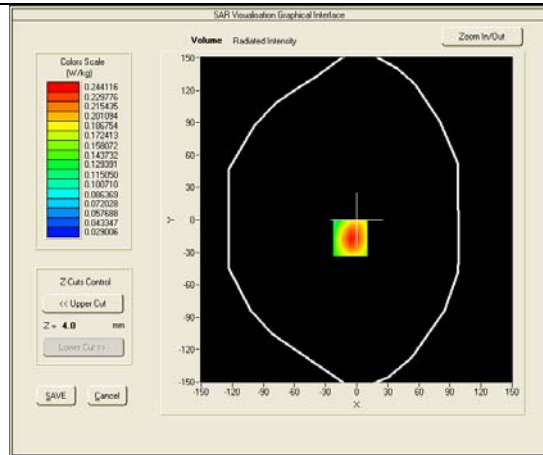 SAR Visualisation Graphical Interface
Volume Radiated Intensity
Zoom In/Out
Colors Scale
(W/kg)
0.244116
0.229776
0.215435
0.201094
0.186754
0.172413
0.158072
0.143732
0.129391
0.115050
0.100710
0.086369
0.072028
0.057688
0.043347
0.029006
Z Cuts Control
<< Upper Cut
Z = 4.0 mm
Lower Cut >>
SAVE Cancel
150-
120-
90-
60-
30-
0-
-30-
-60-
-90-
-120-
-150-
Y
-150 -120 -90 -60 -30 0 30 60 90 120 150
X